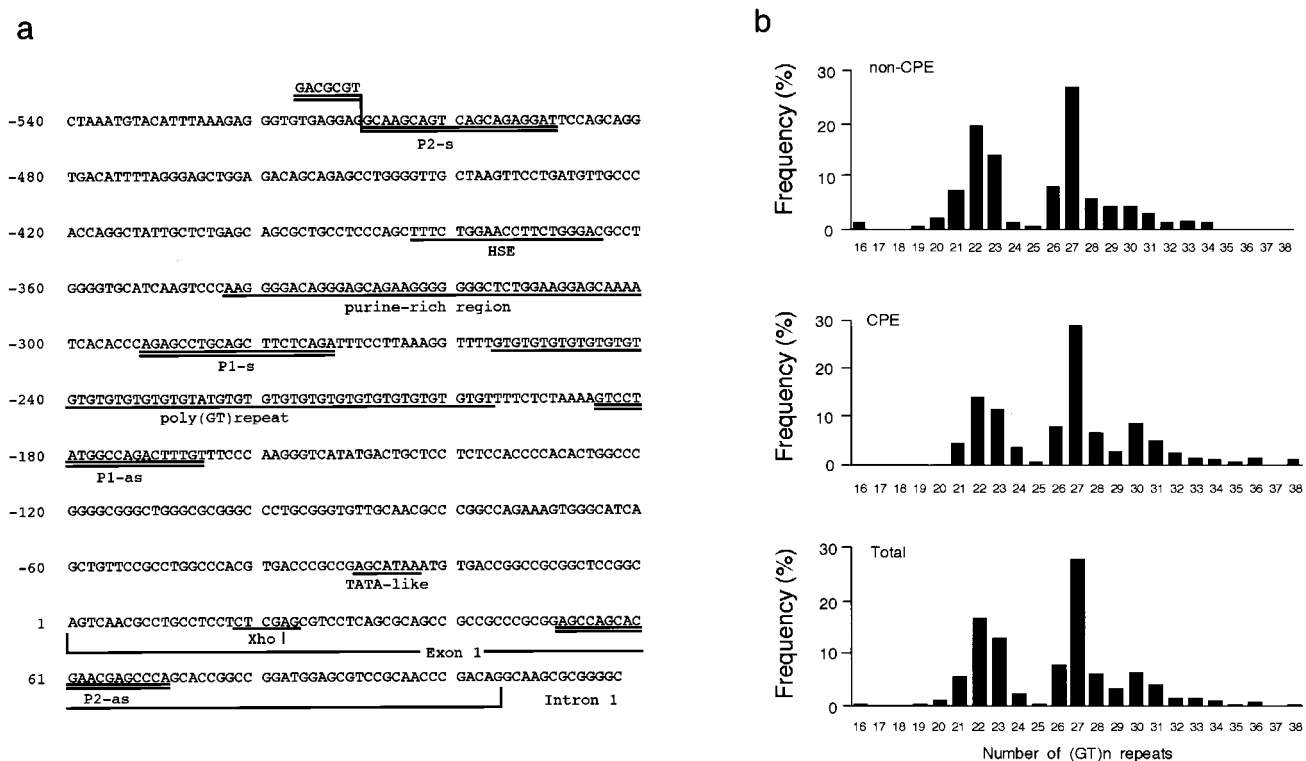 a
GACGCGT
-540 CTAAATGTACATTTAAAGAG GGTGTGAGGAGGCAAGCAGT CAGCAGAGGATTCCAGCAGG
P2-s
-480 TGACATTTTAGGGAGCTGGA GACAGCAGAGCCTGGGGTTG CTAAGTTCCTGATGTTGCCC
-420 ACCAGGCTATTGCTCTGAGC AGCGCTGCCTCCCAGCTTTC TGGAACCTTCTGGGACGCCT
HSE
-360 GGGGTGCATCAAGTCCCAAG GGGACAGGGAGCAGAAGGGG GGGCTCTGGAAGGAGCAAAA
purine-rich region
-300 TCACACCCAGAGCCTGCAGC TTCTCAGATTTCCTTAAAGG TTTTGTGTGTGTGTGTGTGT
P1-s
-240 GTGTGTGTGTGTGTATGTGT GTGTGTGTGTGTGTGTGTGT GTGTTTTCTCTAAAAGTCCT
poly(GT)repeat
-180 ATGGCCAGACTTTGTTTCCC AAGGGTCATATGACTGCTCC TCTCCACCCCACACTGGCCC
P1-as
-120 GGGGCGGGCTGGGCGCGGGC CCTGCGGGTGTTGCAACGCC CGGCCAGAAAGTGGGCATCA
-60 GCTGTTCCGCCTGGCCCACG TGACCCGCCGAGCATAAATG TGACCGGCCGCGGCTCCGGC
TATA-like
1 AGTCAACGCCTGCCTCCTCT CGAGCGTCCTCAGCGCAGCC GCCGCCCGCGGAGCCAGCAC
Xho I
Exon 1
61 GAACGAGCCCAGCACCGGCC GGATGGAGCGTCCGCAACCC GACAGGCAAGCGCGGGGC
P2-as
Intron 1
b
non-CPE
Frequency (%)
30
20
10
0
16 17 18 19 20 21 22 23 24 25 26 27 28 29 30 31 32 33 34 35 36 37 38
CPE
Frequency (%)
30
20
10
0
16 17 18 19 20 21 22 23 24 25 26 27 28 29 30 31 32 33 34 35 36 37 38
Total
Frequency (%)
30
20
10
0
16 17 18 19 20 21 22 23 24 25 26 27 28 29 30 31 32 33 34 35 36 37 38
Number of (GT)n repeats